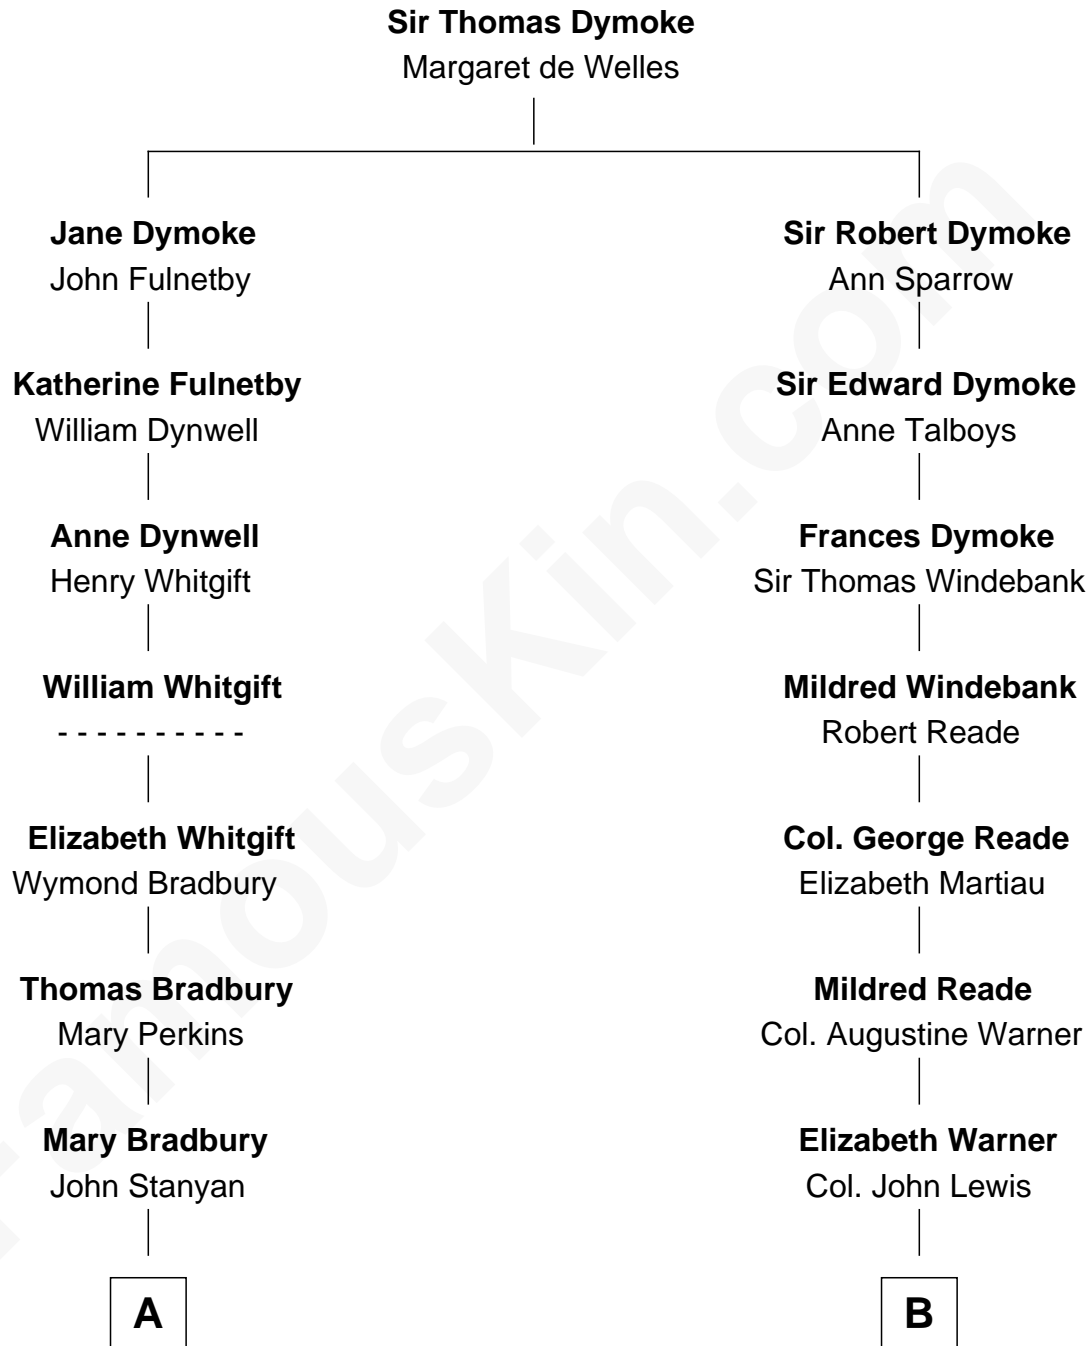 Sir Thomas Dymoke
Margaret de Welles
Jane Dymoke
John Fulnetby
Katherine Fulnetby
William Dynwell
Anne Dynwell
Henry Whitgift
William Whitgift
- - - - - - - - - -
Elizabeth Whitgift
Wymond Bradbury
Thomas Bradbury
Mary Perkins
Mary Bradbury
John Stanyan
A
Sir Robert Dymoke
Ann Sparrow
Sir Edward Dymoke
Anne Talboys
Frances Dymoke
Sir Thomas Windebank
Mildred Windebank
Robert Reade
Col. George Reade
Elizabeth Martiau
Mildred Reade
Col. Augustine Warner
Elizabeth Warner
Col. John Lewis
B
FamousKin.com